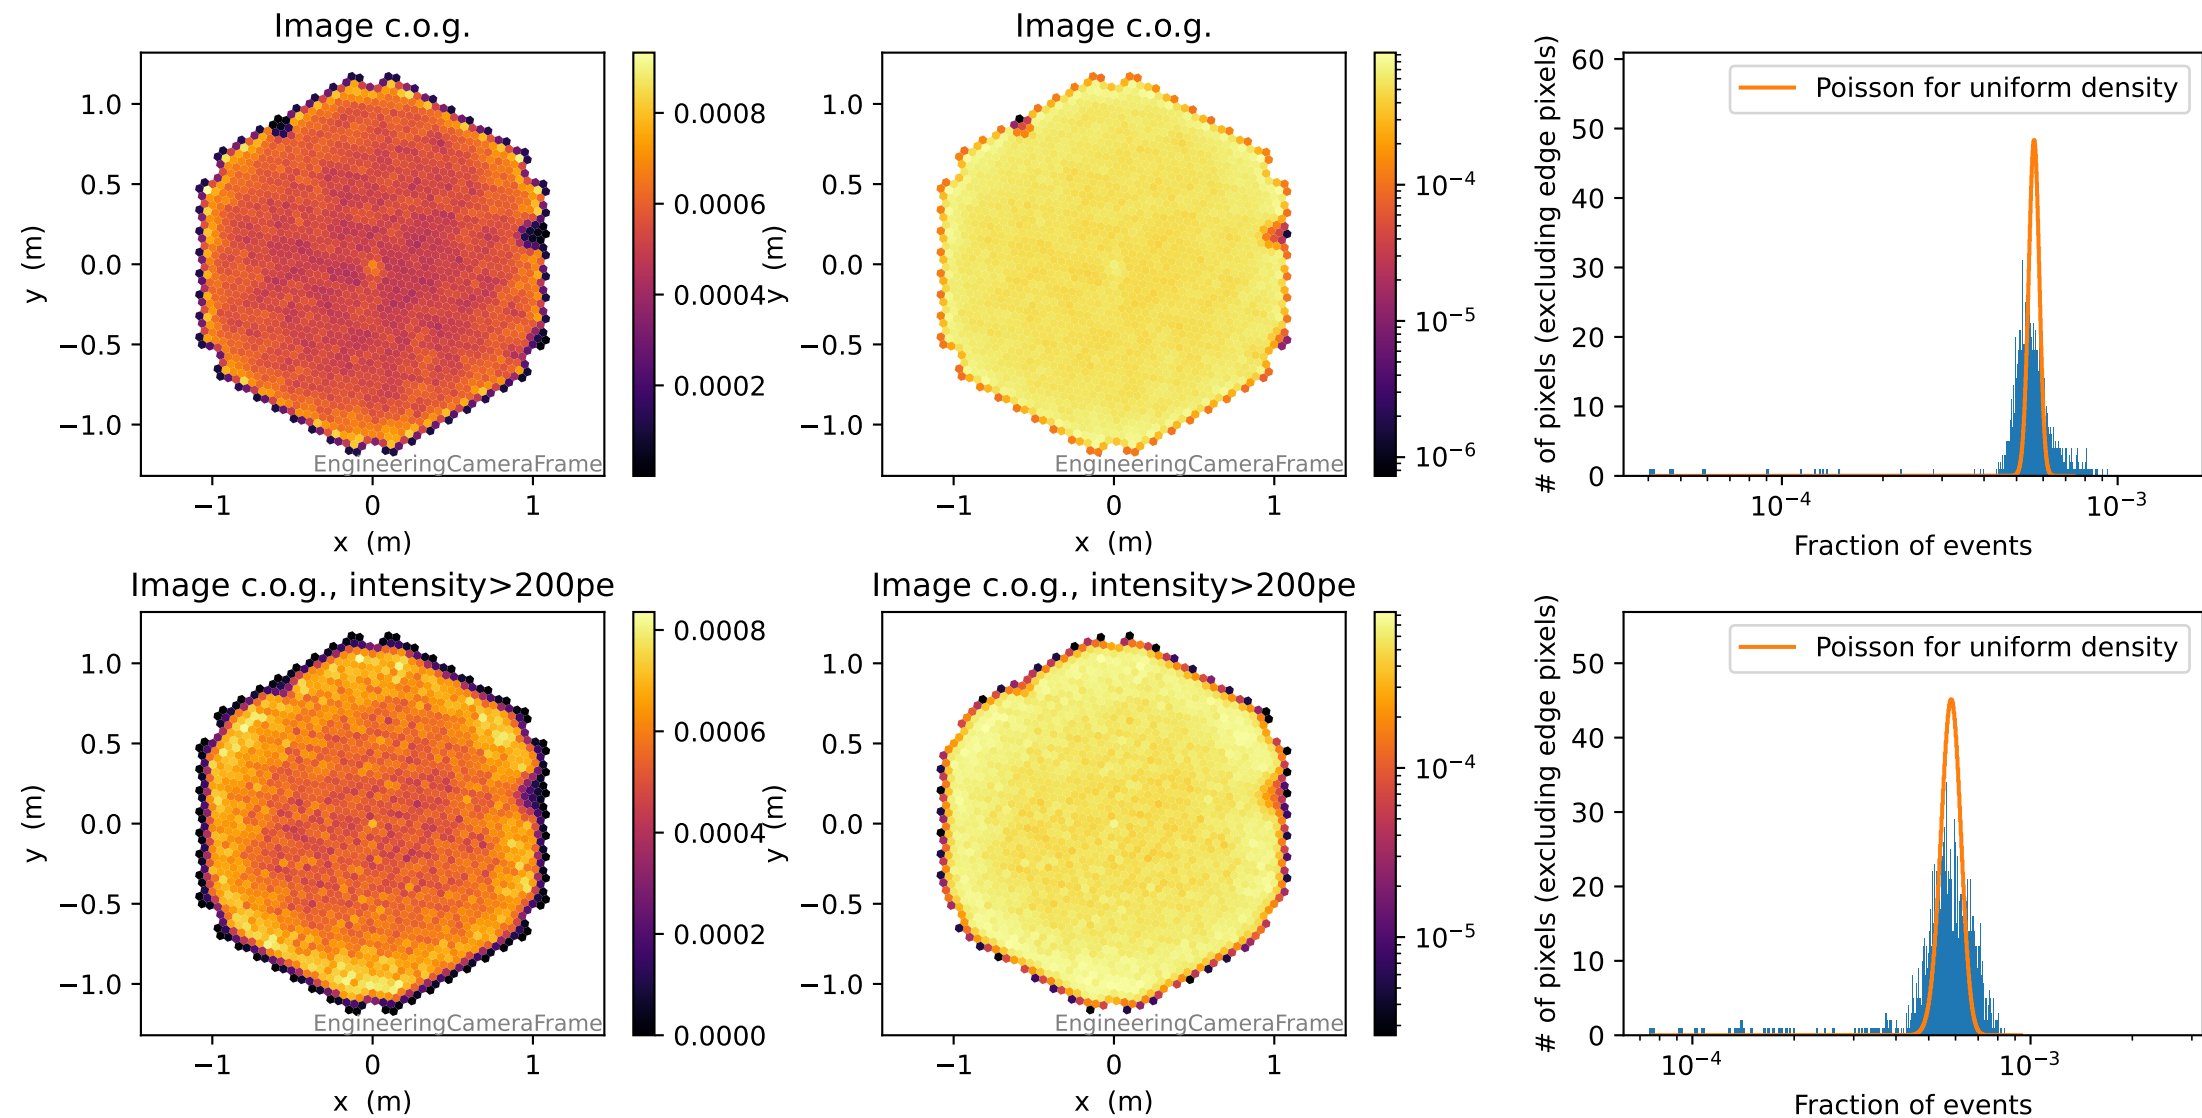 Image c.o.g.
y (m)
1.0
0.5
0.0
−0.5
−1.0
−1
0
1
x (m)
EngineeringCameraFrame
0.0008
0.0006
0.0004
0.0002
Image c.o.g.
y (m)
1.0
0.5
0.0
−0.5
−1.0
−1
0
1
x (m)
EngineeringCameraFrame
10⁻⁴
10⁻⁵
10⁻⁶
# of pixels (excluding edge pixels)
60
50
40
30
20
10
0
Poisson for uniform density
10⁻⁴
10⁻³
Fraction of events
Image c.o.g., intensity>200pe
y (m)
1.0
0.5
0.0
−0.5
−1.0
−1
0
1
x (m)
EngineeringCameraFrame
0.0008
0.0006
0.0004
0.0002
0.0000
Image c.o.g., intensity>200pe
y (m)
1.0
0.5
0.0
−0.5
−1.0
−1
0
1
x (m)
EngineeringCameraFrame
10⁻⁴
10⁻⁵
# of pixels (excluding edge pixels)
50
40
30
20
10
0
Poisson for uniform density
10⁻⁴
10⁻³
Fraction of events